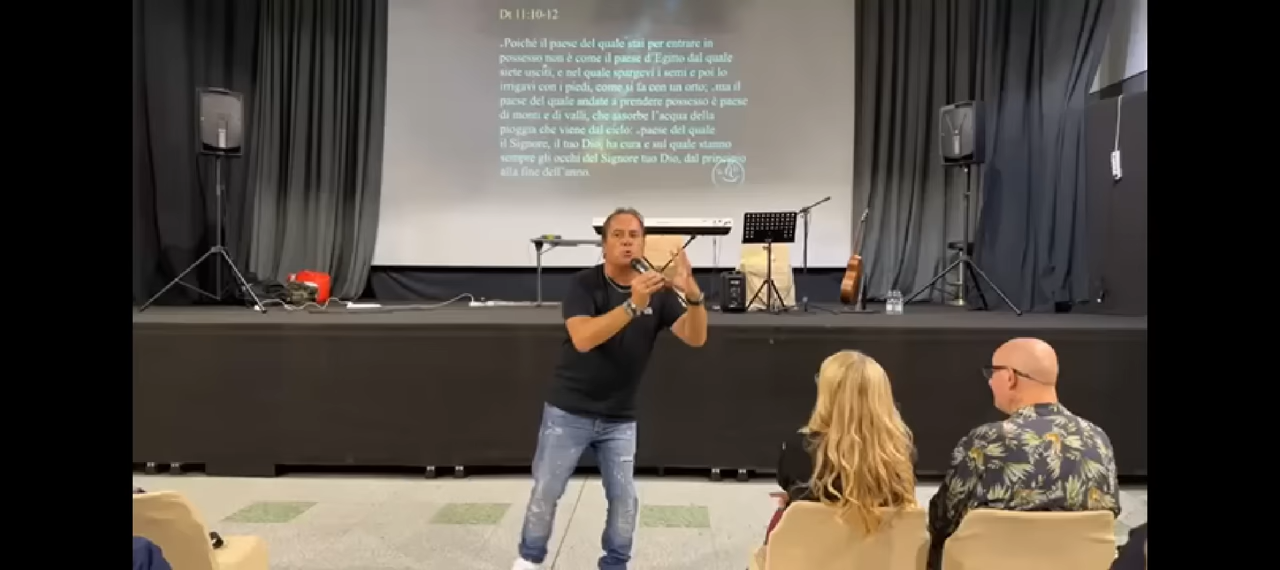 Dt 11:10-12
Poiché il paese del quale stai per entrare in
possesso non è come il paese d'Egitto dal quale
siete usciti, e nel quale spargevi i semi e poi lo
irrigavi con i piedi, come si fa con un orto; ma il
paese del quale andate a prendere possesso è paese
di monti e di valli, che assorbe l'acqua della
pioggia che viene dal cielo: paese del quale
il Signore, il tuo Dio, ha cura e sul quale stanno
sempre gli occhi del Signore tuo Dio, dal principio
alla fine dell'anno.